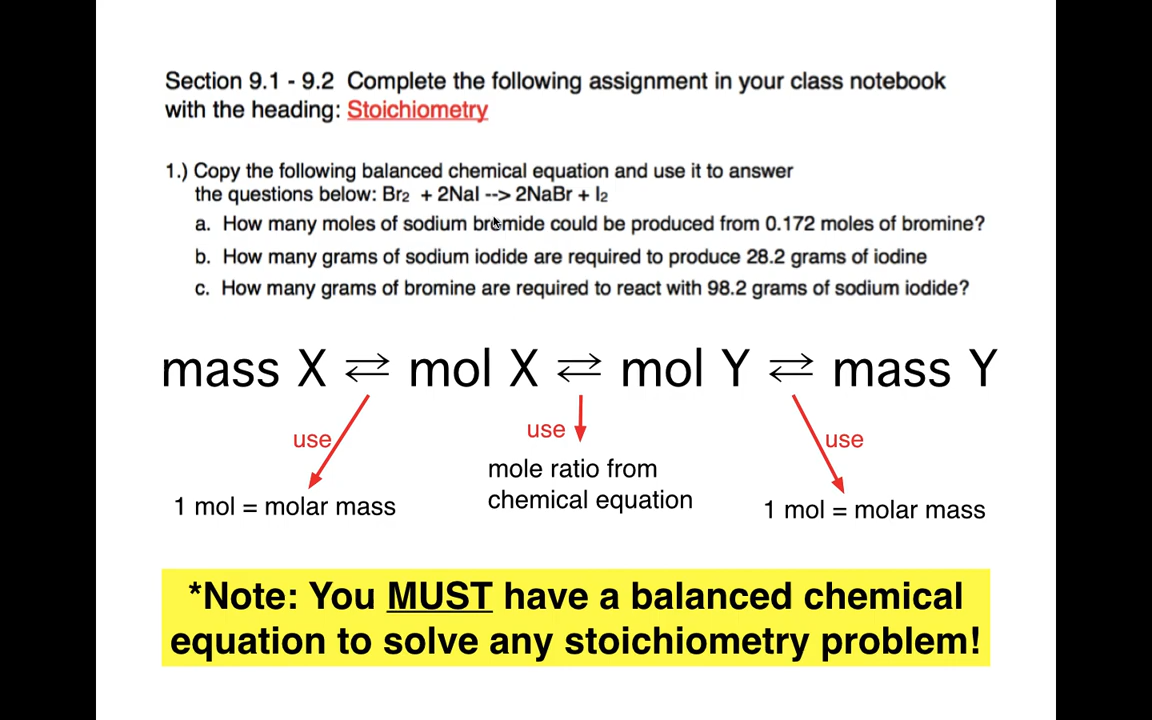 Section 9.1 - 9.2 Complete the following assignment in your class notebook
with the heading: Stoichiometry
1.) Copy the following balanced chemical equation and use it to answer
the questions below: Br₂ + 2NaI --> 2NaBr + I₂
a. How many moles of sodium bromide could be produced from 0.172 moles of bromine?
b. How many grams of sodium iodide are required to produce 28.2 grams of iodine
c. How many grams of bromine are required to react with 98.2 grams of sodium iodide?
mass X ⇌ mol X ⇌ mol Y ⇌ mass Y
use use use
1 mol = molar mass
mole ratio from
chemical equation
1 mol = molar mass
*Note: You MUST have a balanced chemical
equation to solve any stoichiometry problem!